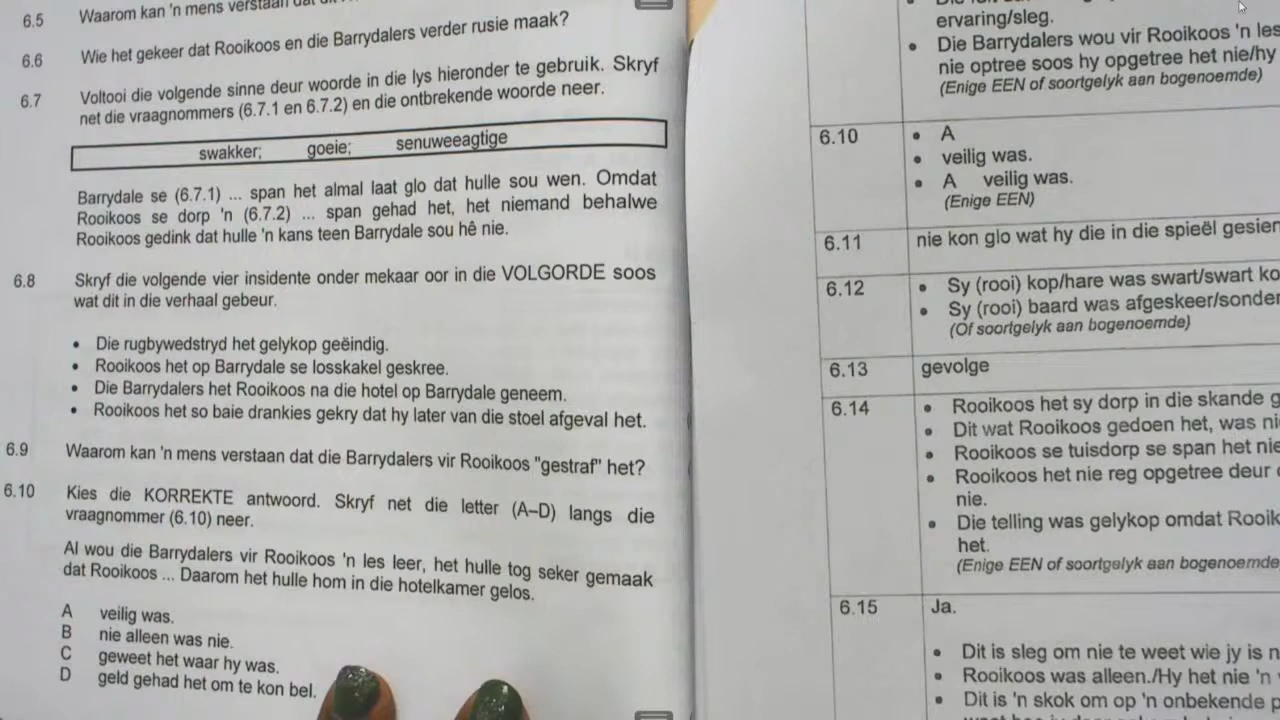 6.5 Waarom kan 'n mens verstaan dat
6.6 Wie het gekeer dat Rooikoos en die Barrydalers verder rusie maak?
6.7 Voltooi die volgende sinne deur woorde in die lys hieronder te gebruik. Skryf
net die vraagnommers (6.7.1 en 6.7.2) en die ontbrekende woorde neer.
swakker; goeie; senuweeagtige
Barrydale se (6.7.1) ... span het almal laat glo dat hulle sou wen. Omdat
Rooikoos se dorp 'n (6.7.2) ... span gehad het, het niemand behalwe
Rooikoos gedink dat hulle 'n kans teen Barrydale sou hê nie.
6.8 Skryf die volgende vier insidente onder mekaar oor in die VOLGORDE soos
wat dit in die verhaal gebeur.
• Die rugbywedstryd het gelykop geëindig.
• Rooikoos het op Barrydale se losskakel geskree.
• Die Barrydalers het Rooikoos na die hotel op Barrydale geneem.
• Rooikoos het so baie drankies gekry dat hy later van die stoel afgeval het.
6.9 Waarom kan 'n mens verstaan dat die Barrydalers vir Rooikoos "gestraf" het?
6.10 Kies die KORREKTE antwoord. Skryf net die letter (A–D) langs die
vraagnommer (6.10) neer.
Al wou die Barrydalers vir Rooikoos 'n les leer, het hulle tog seker gemaak
dat Rooikoos ... Daarom het hulle hom in die hotelkamer gelos.
A veilig was.
B nie alleen was nie.
C geweet het waar hy was.
D geld gehad het om te kon bel.
ervaring/sleg.
• Die Barrydalers wou vir Rooikoos 'n les
nie optree soos hy opgetree het nie/hy
(Enige EEN of soortgelyk aan bogenoemde)
6.10 • A
• veilig was.
• A veilig was.
(Enige EEN)
6.11 nie kon glo wat hy die in die spieël gesien
6.12 • Sy (rooi) kop/hare was swart/swart
• Sy (rooi) baard was afgeskeer/sonder
(Of soortgelyk aan bogenoemde)
6.13 gevolge
6.14 • Rooikoos het sy dorp in die skande
• Dit wat Rooikoos gedoen het, was
• Rooikoos se tuisdorp se span het nie
• Rooikoos het nie reg opgetree deur
nie.
• Die telling was gelykop omdat
het.
(Enige EEN of soortgelyk aan bogenoemde
6.15 Ja.
• Dit is sleg om nie te weet wie jy is
• Rooikoos was alleen./Hy het nie 'n
• Dit is 'n skok om op 'n onbekende